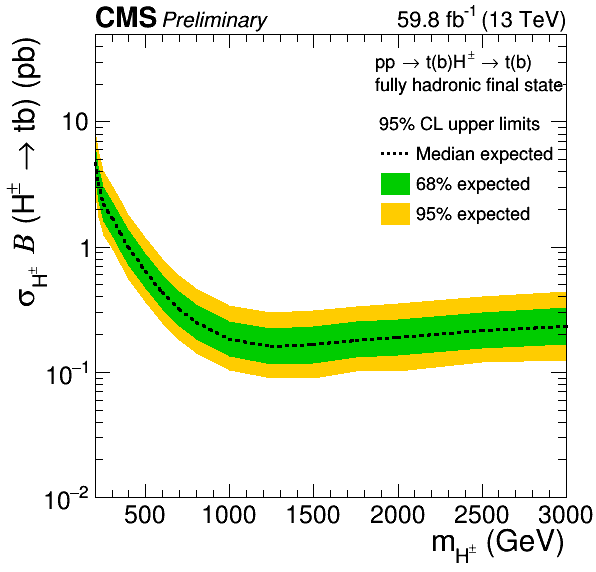 CMS Preliminary 59.8 fb⁻¹ (13 TeV)
pp → t(b)H± → t(b)
fully hadronic final state
95% CL upper limits
Median expected
68% expected
95% expected
σ_H± B (H± → tb) (pb)
10
1
10⁻¹
10⁻²
500 1000 1500 2000 2500 3000
m_H± (GeV)